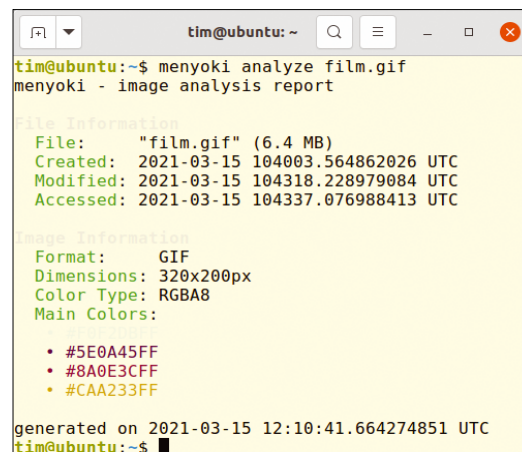 tim@ubuntu: ~
tim@ubuntu:~$ menyoki analyze film.gif
menyoki - image analysis report
File Information
File: "film.gif" (6.4 MB)
Created: 2021-03-15 104003.564862026 UTC
Modified: 2021-03-15 104318.228979084 UTC
Accessed: 2021-03-15 104337.076988413 UTC
Image Information
Format: GIF
Dimensions: 320x200px
Color Type: RGBA8
Main Colors:
• #5E0A45FF
• #8A0E3CFF
• #CAA233FF
generated on 2021-03-15 12:10:41.664274851 UTC
tim@ubuntu:~$